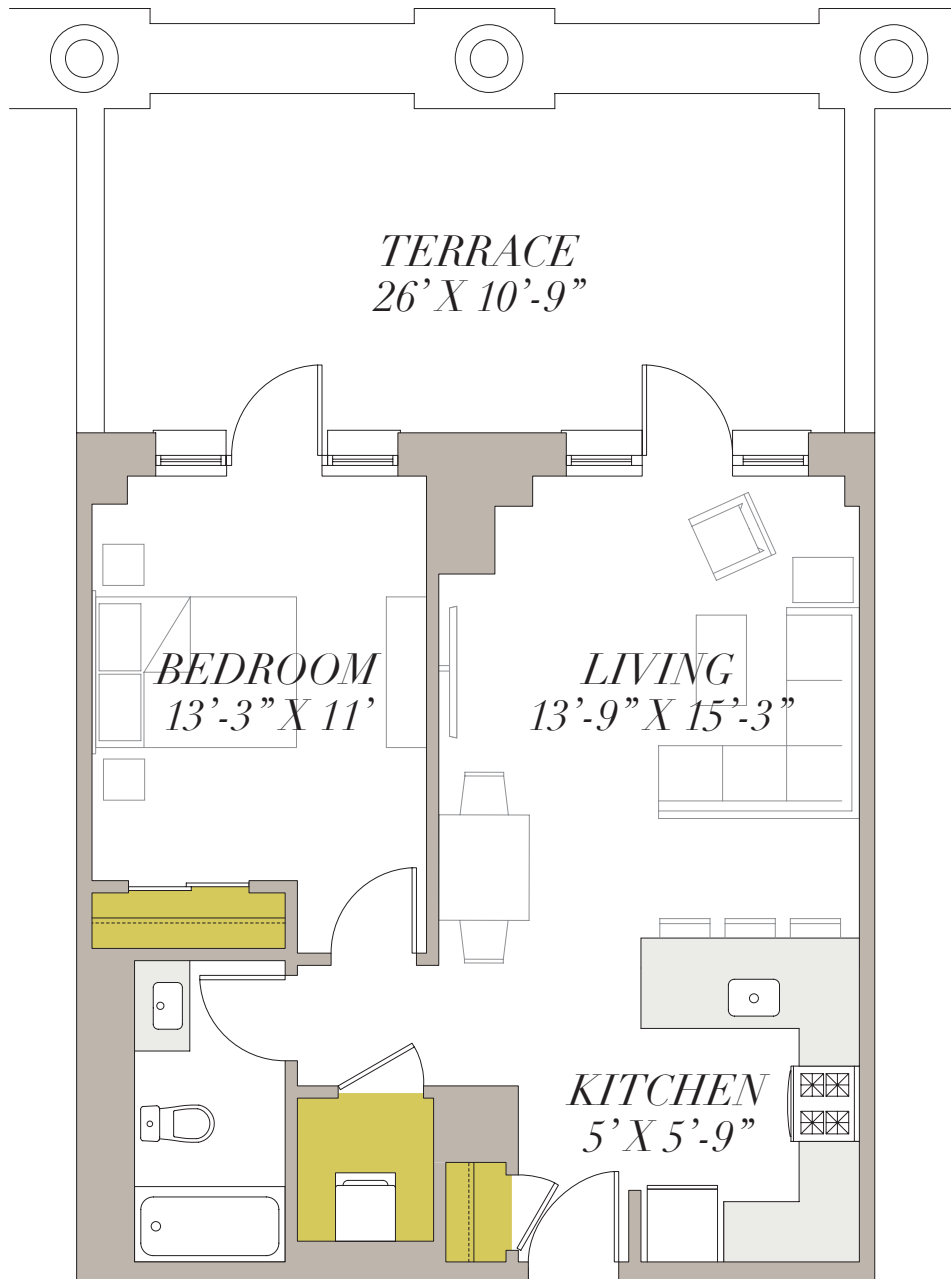 TERRACE
26’ X 10’-9”
BEDROOM
13’-3” X 11’
LIVING
13’-9” X 15’-3”
KITCHEN
5’ X 5’-9”